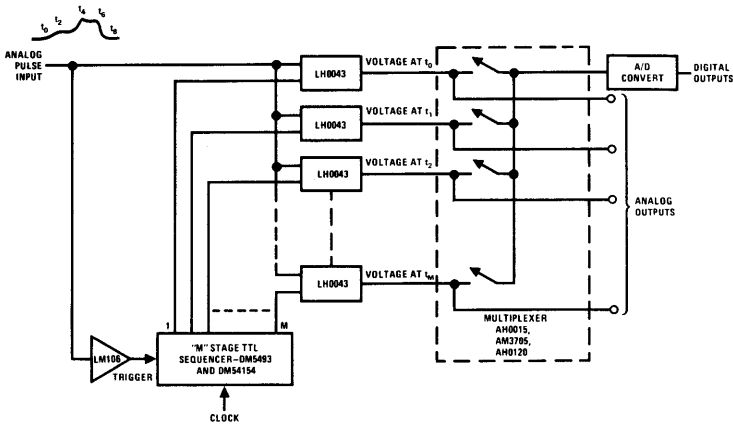 t0 t2 t4 t6 t8
ANALOG
PULSE
INPUT
LH0043
VOLTAGE AT t0
A/D
CONVERT
DIGITAL
OUTPUTS
LH0043
VOLTAGE AT t1
LH0043
VOLTAGE AT t2
ANALOG
OUTPUTS
LH0043
VOLTAGE AT tM
MULTIPLEXER
AH0015,
AM3705,
AH0120
1
M
LM106
TRIGGER
"M" STAGE TTL
SEQUENCER–DM5493
AND DM54154
CLOCK